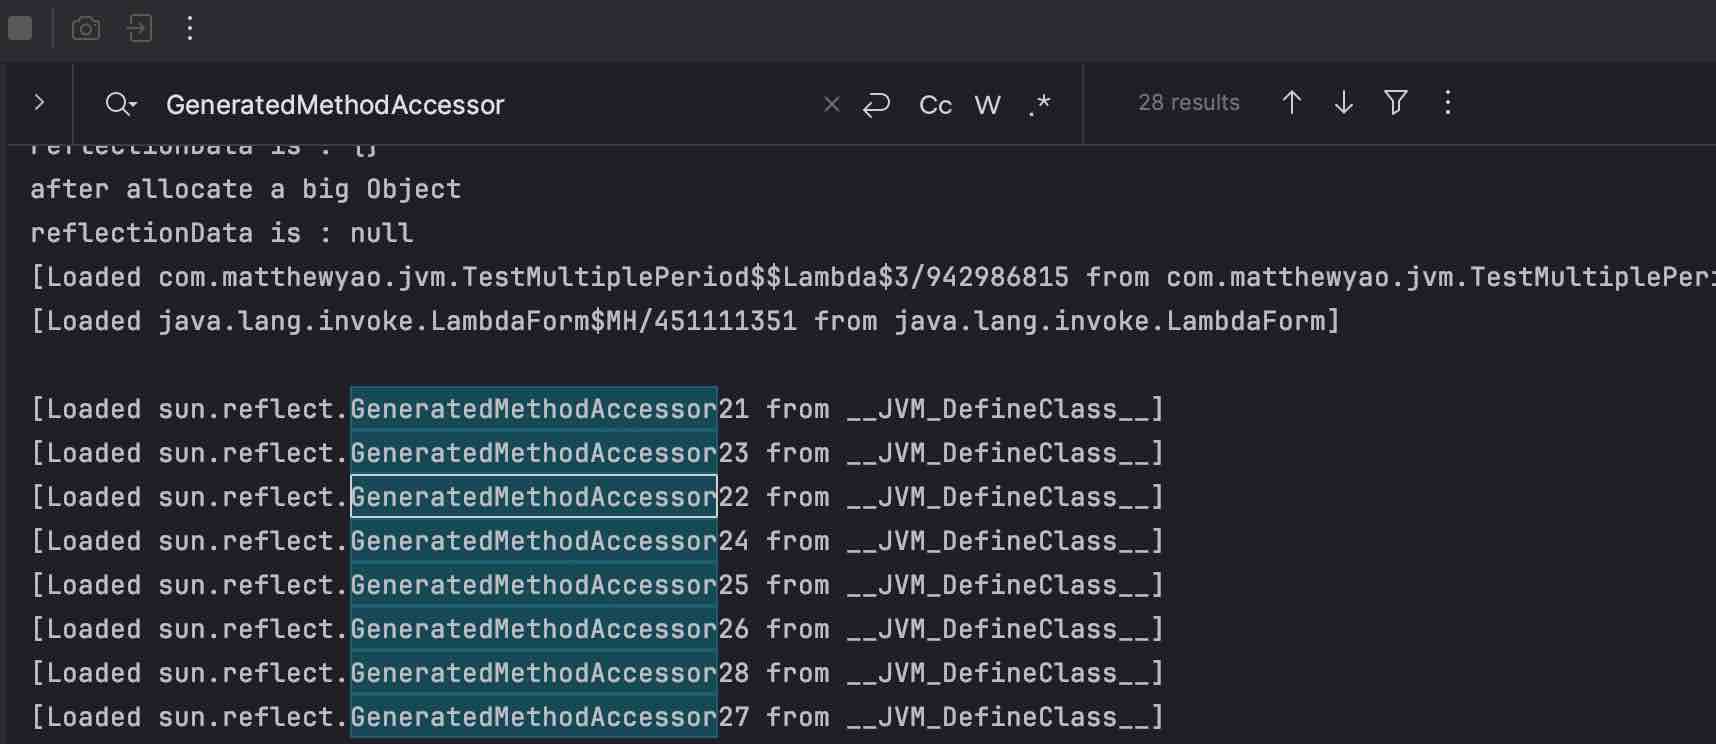 GeneratedMethodAccessor
Cc W .*
28 results
reflectionData is : {}
after allocate a big Object
reflectionData is : null
[Loaded com.matthewyao.jvm.TestMultiplePeriod$$Lambda$3/942986815 from com.matthewyao.jvm.TestMultiplePeri
[Loaded java.lang.invoke.LambdaForm$MH/451111351 from java.lang.invoke.LambdaForm]
[Loaded sun.reflect.GeneratedMethodAccessor21 from __JVM_DefineClass__]
[Loaded sun.reflect.GeneratedMethodAccessor23 from __JVM_DefineClass__]
[Loaded sun.reflect.GeneratedMethodAccessor22 from __JVM_DefineClass__]
[Loaded sun.reflect.GeneratedMethodAccessor24 from __JVM_DefineClass__]
[Loaded sun.reflect.GeneratedMethodAccessor25 from __JVM_DefineClass__]
[Loaded sun.reflect.GeneratedMethodAccessor26 from __JVM_DefineClass__]
[Loaded sun.reflect.GeneratedMethodAccessor28 from __JVM_DefineClass__]
[Loaded sun.reflect.GeneratedMethodAccessor27 from __JVM_DefineClass__]